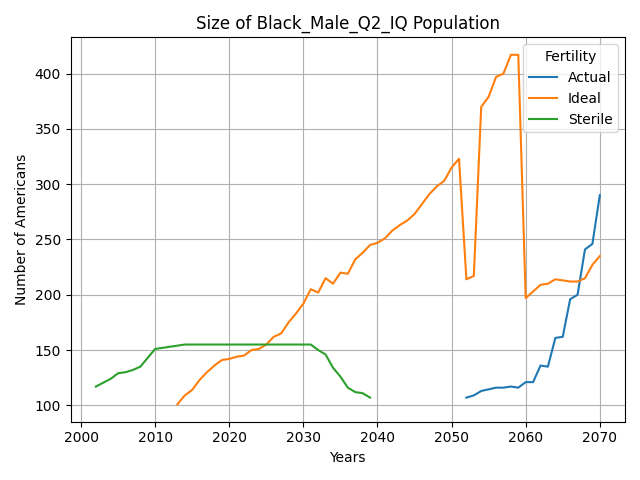 Size of Black_Male_Q2_IQ Population
Fertility
Actual
Ideal
Sterile
Number of Americans
400
350
300
250
200
150
100
2000 2010 2020 2030 2040 2050 2060 2070
Years